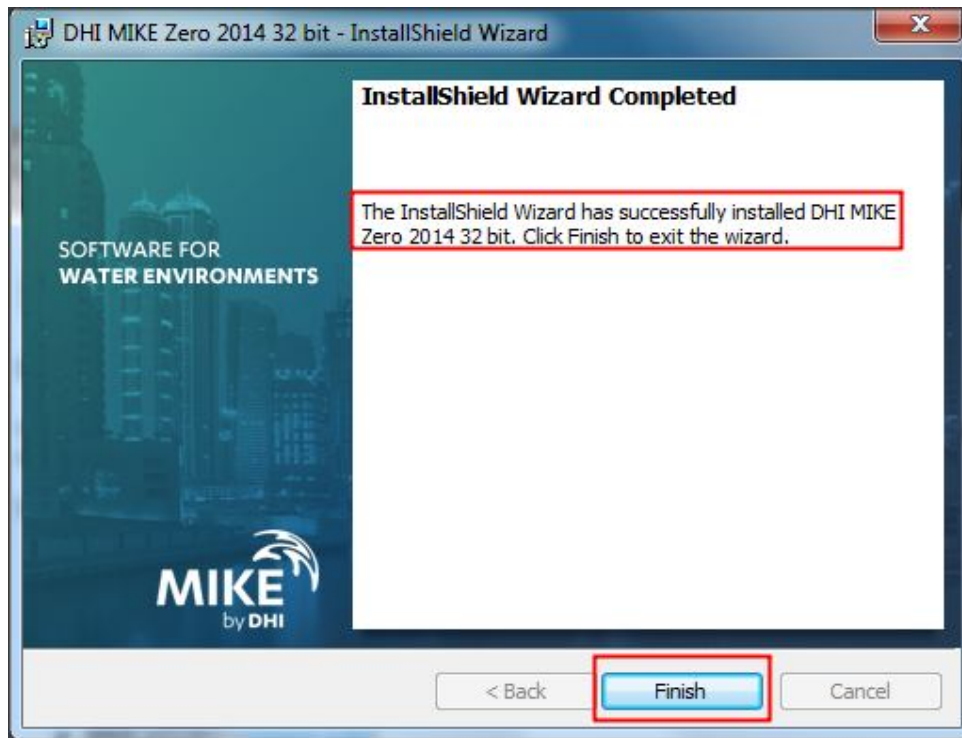 DHI MIKE Zero 2014 32 bit - InstallShield Wizard
InstallShield Wizard Completed
The InstallShield Wizard has successfully installed DHI MIKE
Zero 2014 32 bit. Click Finish to exit the wizard.
SOFTWARE FOR
WATER ENVIRONMENTS
MIKE
by DHI
< Back
Finish
Cancel